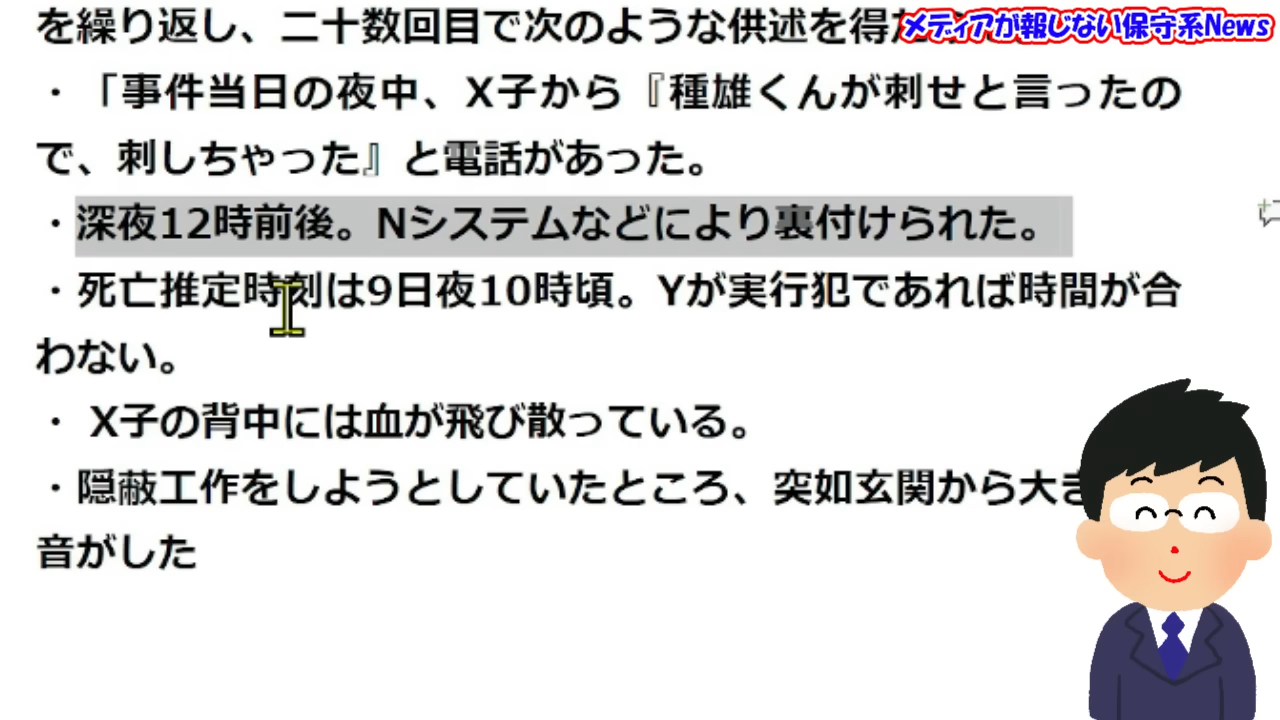 を繰り返し、二十数回目で次のような供述を得た
メディアが報じない保守系News
・「事件当日の夜中、X子から『種雄くんが刺せと言ったの
で、刺しちゃった』と電話があった。
・深夜12時前後。Nシステムなどにより裏付けられた。
・死亡推定時刻は9日夜10時頃。Yが実行犯であれば時間が合
わない。
・ X子の背中には血が飛び散っている。
・隠蔽工作をしようとしていたところ、突如玄関から大き
音がした